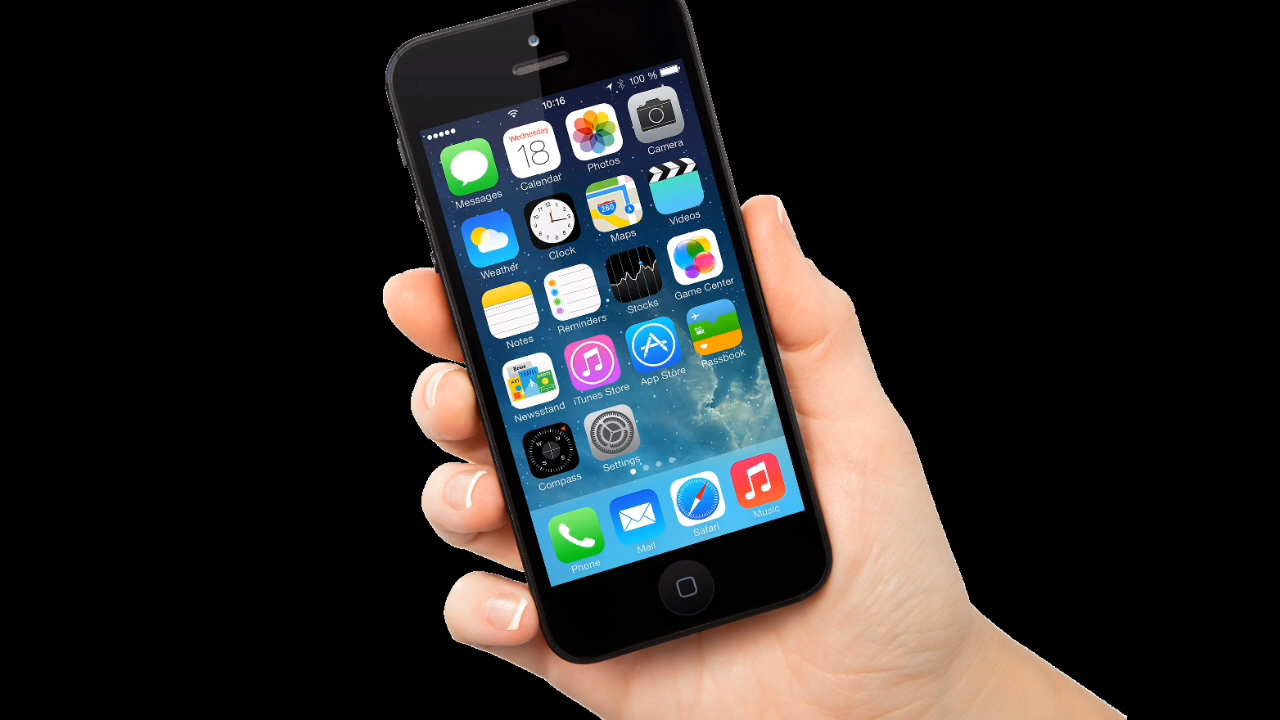 10:16
100 %
Wednesday
18
Messages
Calendar
Photos
Camera
280
Weather
Clock
Maps
Videos
Notes
Reminders
Stocks
Game Center
Newsstand
iTunes Store
App Store
Passbook
Compass
Settings
Phone
Mail
Safari
Music